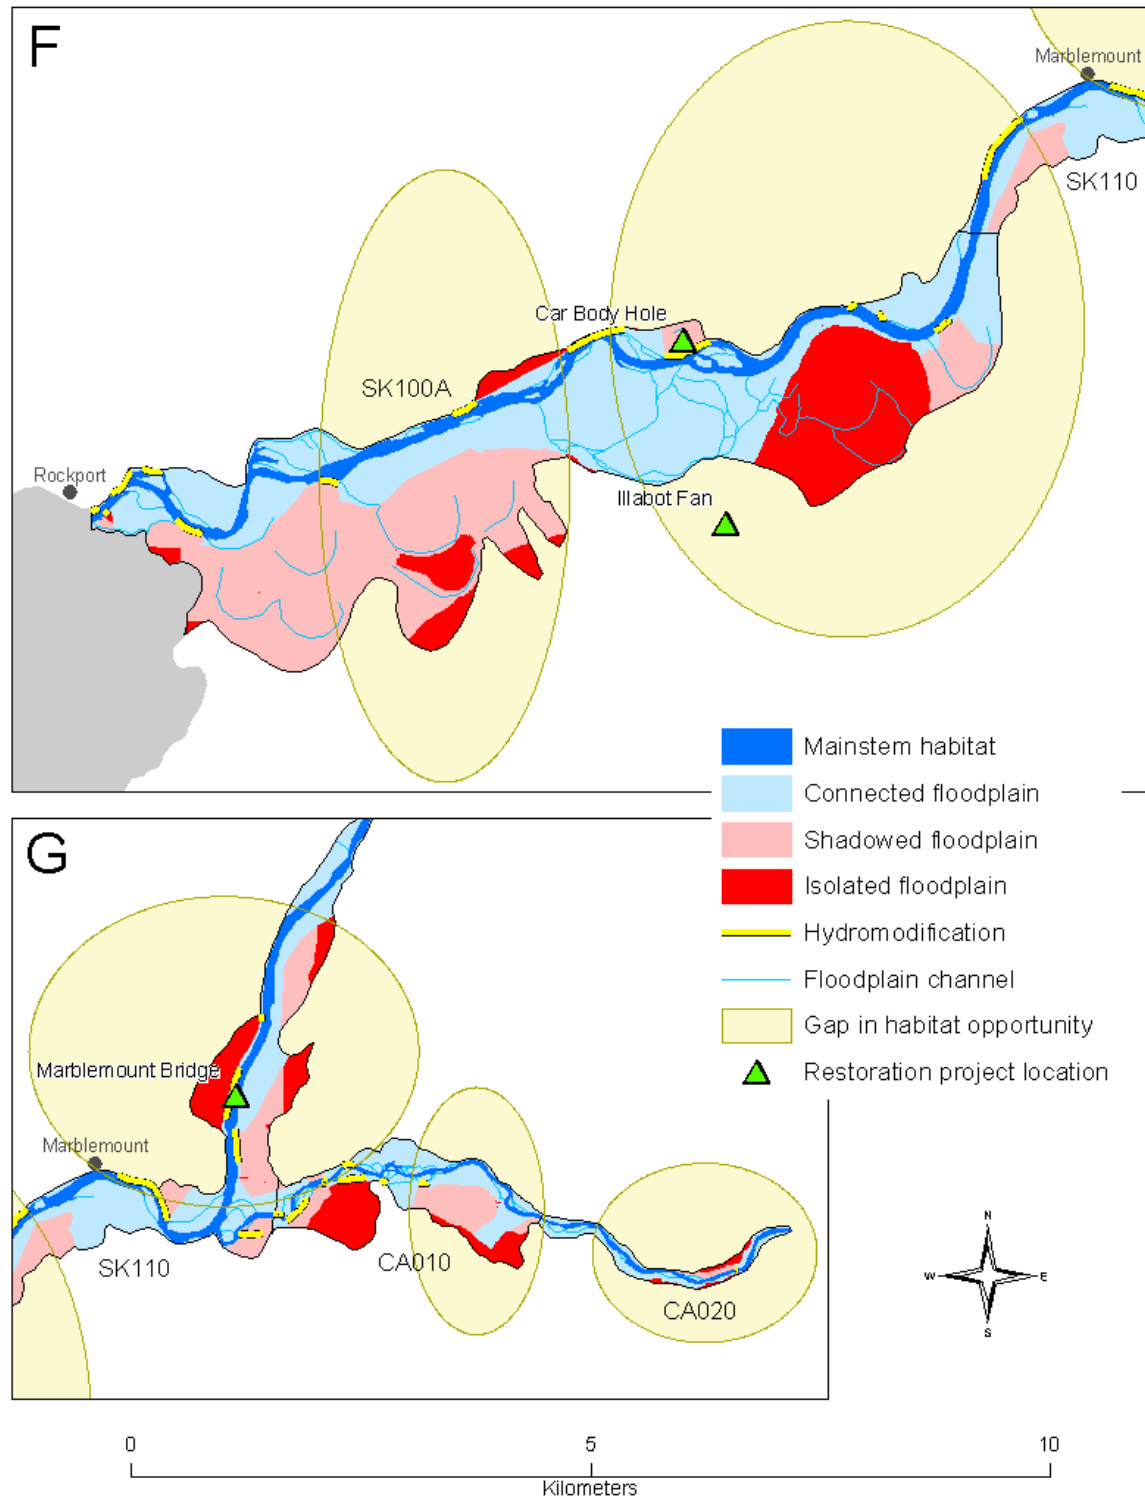 F
Marblemount
SK110
Car Body Hole
SK100A
Rockport
Illabot Fan
Mainstem habitat
Connected floodplain
Shadowed floodplain
Isolated floodplain
Hydromodification
Floodplain channel
Gap in habitat opportunity
Restoration project location
G
Marblemount Bridge
Marblemount
SK110
CA010
CA020
N
W E
S
0 5 10
Kilometers